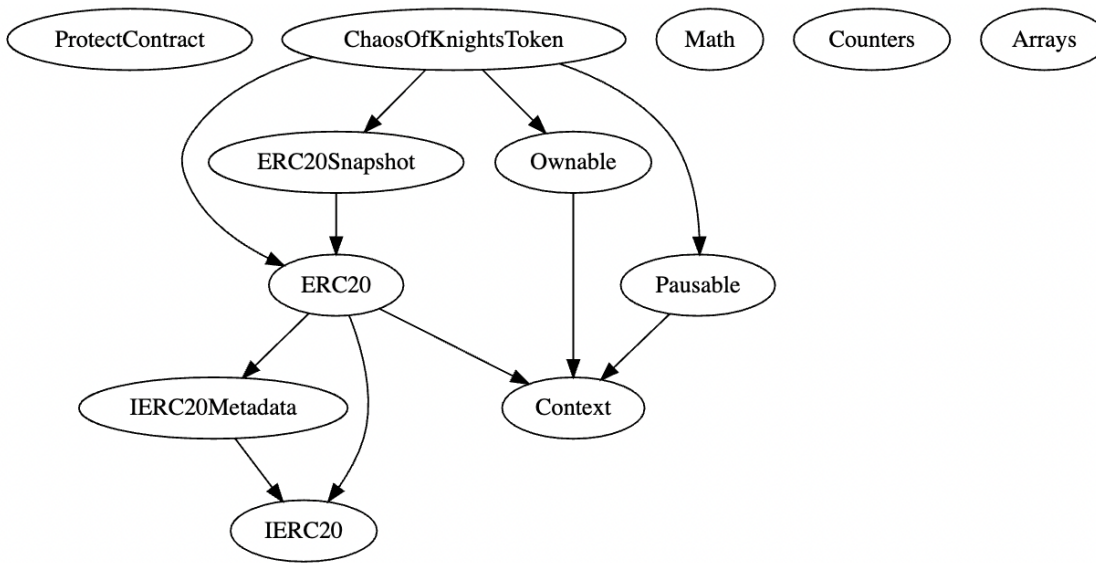 ProtectContract
ChaosOfKnightsToken
Math
Counters
Arrays
ERC20Snapshot
Ownable
ERC20
Pausable
IERC20Metadata
Context
IERC20